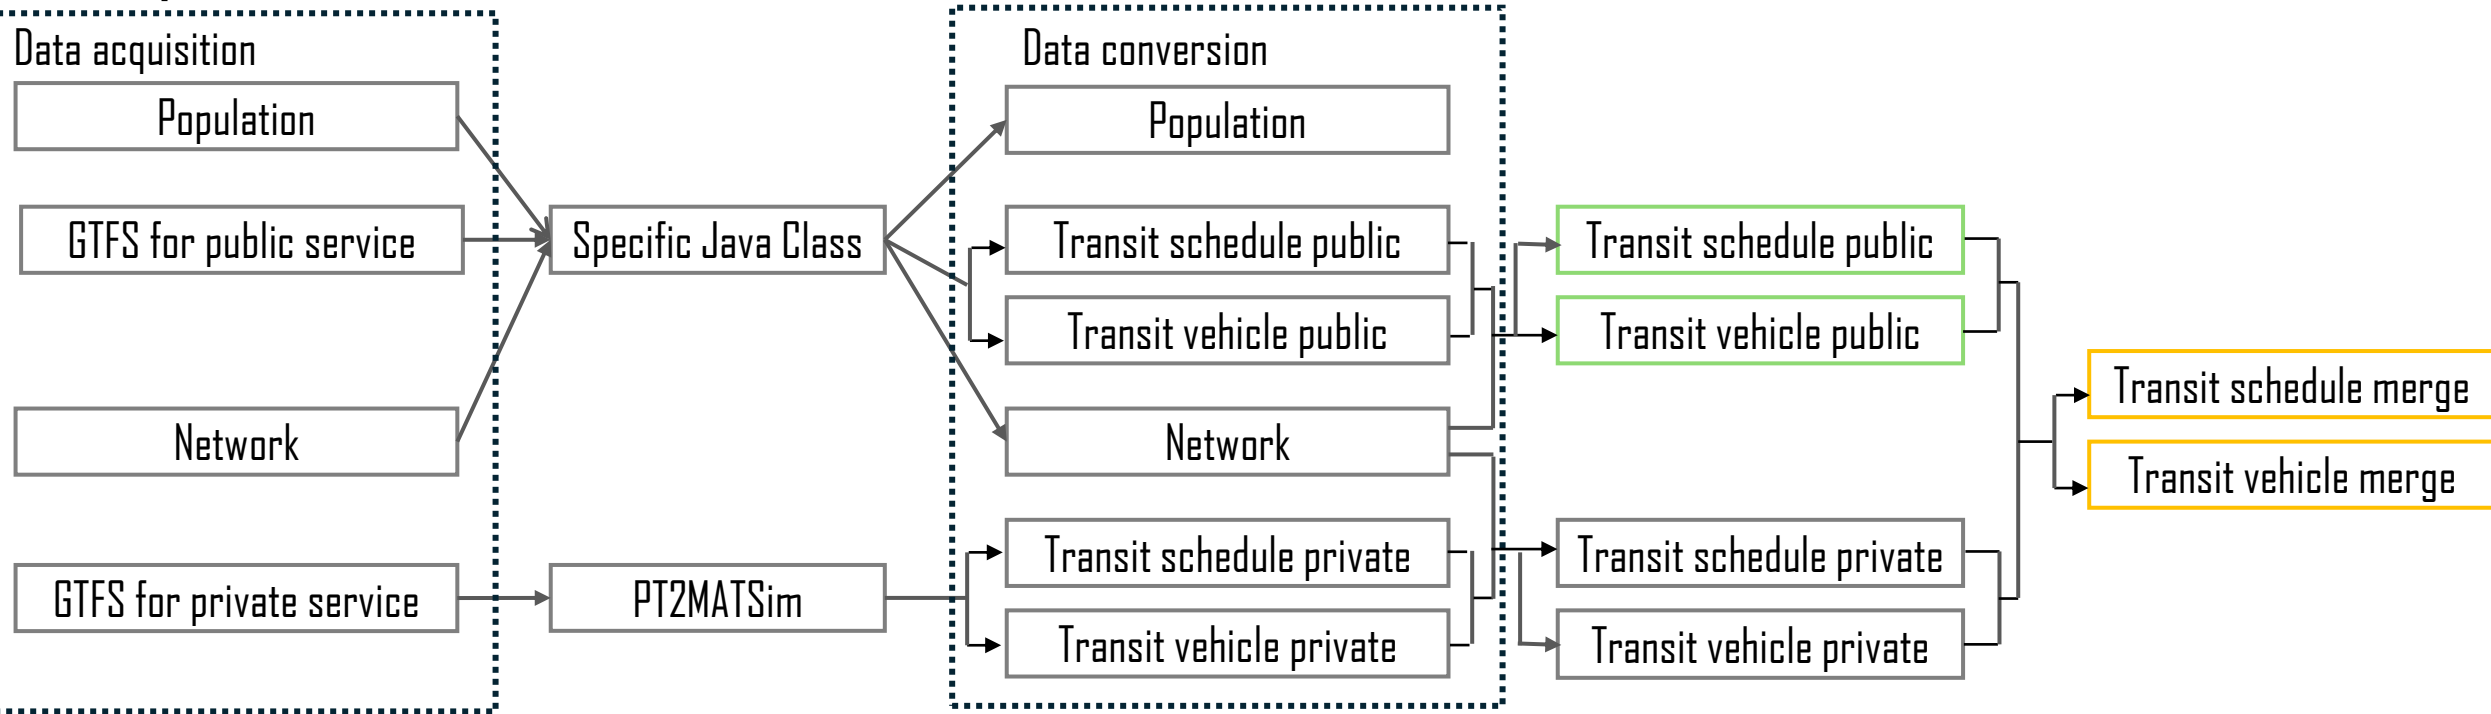 Data acquisition
Population
GTFS for public service
Network
GTFS for private service
Specific Java Class
PT2MATSim
Data conversion
Population
Transit schedule public
Transit vehicle public
Network
Transit schedule private
Transit vehicle private
Transit schedule public
Transit vehicle public
Transit schedule private
Transit vehicle private
Transit schedule merge
Transit vehicle merge